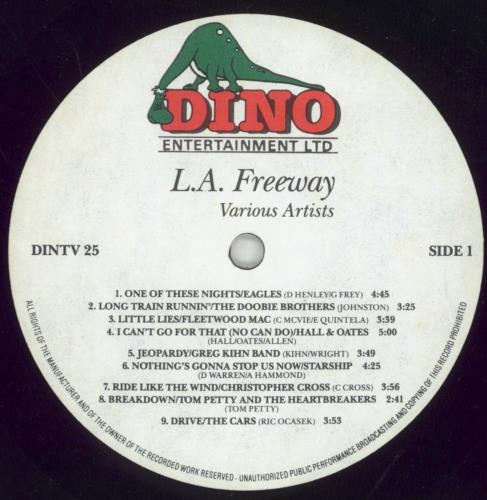 DINO
ENTERTAINMENT LTD
L.A. Freeway
Various Artists
DINTV 25
SIDE 1
1. ONE OF THESE NIGHTS/EAGLES (D HENLEY/G FREY) 4:45
2. LONG TRAIN RUNNIN'/THE DOOBIE BROTHERS (JOHNSTON) 3:25
3. LITTLE LIES/FLEETWOOD MAC (C MCVIE/E QUINTELA) 3:39
4. I CAN'T GO FOR THAT (NO CAN DO)/HALL & OATES 5:00
(HALL/OATES/ALLEN)
5. JEOPARDY/GREG KIHN BAND (KIHN/WRIGHT) 3:49
6. NOTHING'S GONNA STOP US NOW/STARSHIP 4:25
(D WARREN/A HAMMOND)
7. RIDE LIKE THE WIND/CHRISTOPHER CROSS (C CROSS) 3:56
8. BREAKDOWN/TOM PETTY AND THE HEARTBREAKERS 2:41
(TOM PETTY)
9. DRIVE/THE CARS (RIC OCASEK) 3:53
ALL RIGHTS OF THE MANUFACTURER AND OF THE OWNER OF THE RECORDED WORK RESERVED - UNAUTHORIZED PUBLIC PERFORMANCE BROADCASTING AND COPYING OF THIS RECORD PROHIBITED